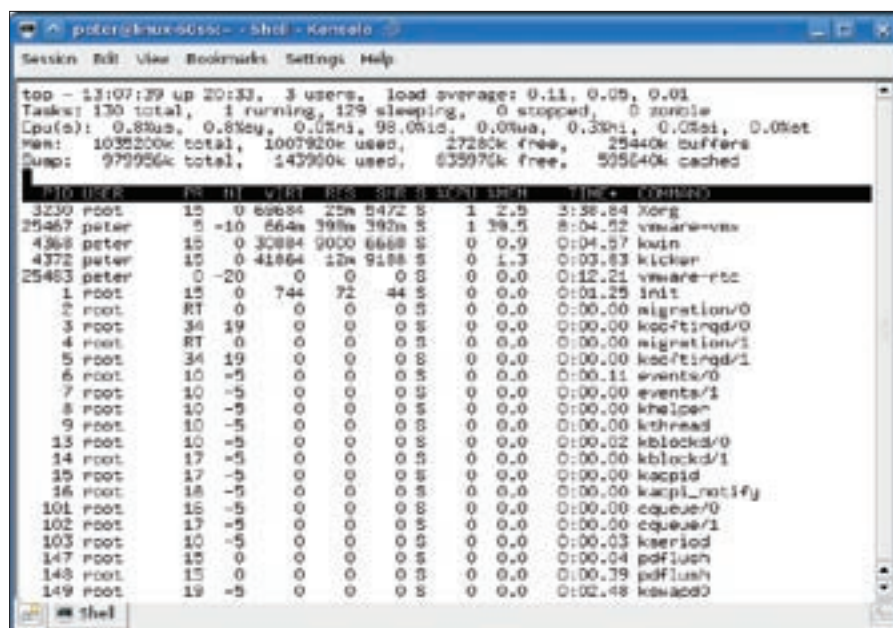 - Shell - Konsole
Session Edit View Bookmarks Settings Help
top - 13:07:39 up 20:33, 3 users, load average: 0.11, 0.05, 0.01
Tasks: 130 total, 1 running, 129 sleeping, 0 stopped, 0 zombie
Cpu(s): 0.8%us, 0.8%sy, 0.0%ni, 98.0%id, 0.0%wa, 0.3%hi, 0.0%si, 0.0%st
Mem: 1035200k total, 1007920k used, 27280k free, 25440k buffers
Swap: total, 143980k used, 835976k free, cached
PID USER PR NI VIRT RES SHR S %CPU %MEM TIME+ COMMAND
3230 root 15 0 69684 25m 5472 S 1 2.5 3:38.84 Xorg
25467 peter 5 -10 664m 398m 392m S 1 39.5 8:04.52 vmware-vmx
4368 peter 15 0 30884 9000 6668 S 0 0.9 0:04.57 kwin
4372 peter 15 0 41864 12m 9188 S 0 1.3 0:03.83 kicker
25483 peter 0 -20 0 0 0 S 0 0.0 0:12.21 vmware-rtc
1 root 15 0 744 72 44 S 0 0.0 0:01.25 init
2 root RT 0 0 0 0 S 0 0.0 0:00.00 migration/0
3 root 34 19 0 0 0 S 0 0.0 0:00.00 ksoftirqd/0
4 root RT 0 0 0 0 S 0 0.0 0:00.00 migration/1
5 root 34 19 0 0 0 S 0 0.0 0:00.00 ksoftirqd/1
6 root 10 -5 0 0 0 S 0 0.0 0:00.11 events/0
7 root 10 -5 0 0 0 S 0 0.0 0:00.00 events/1
8 root 10 -5 0 0 0 S 0 0.0 0:00.00 khelper
9 root 10 -5 0 0 0 S 0 0.0 0:00.00 kthread
13 root 10 -5 0 0 0 S 0 0.0 0:00.02 kblockd/0
14 root 17 -5 0 0 0 S 0 0.0 0:00.00 kblockd/1
15 root 17 -5 0 0 0 S 0 0.0 0:00.00 kacpid
16 root 18 -5 0 0 0 S 0 0.0 0:00.00 kacpi_notify
101 root 16 -5 0 0 0 S 0 0.0 0:00.00 cqueue/0
102 root 17 -5 0 0 0 S 0 0.0 0:00.00 cqueue/1
103 root 10 -5 0 0 0 S 0 0.0 0:00.03 kseriod
147 root 15 0 0 0 0 S 0 0.0 0:00.04 pdflush
148 root 15 0 0 0 0 S 0 0.0 0:00.39 pdflush
149 root 19 -5 0 0 0 S 0 0.0 0:02.48 kswapd0
Shell